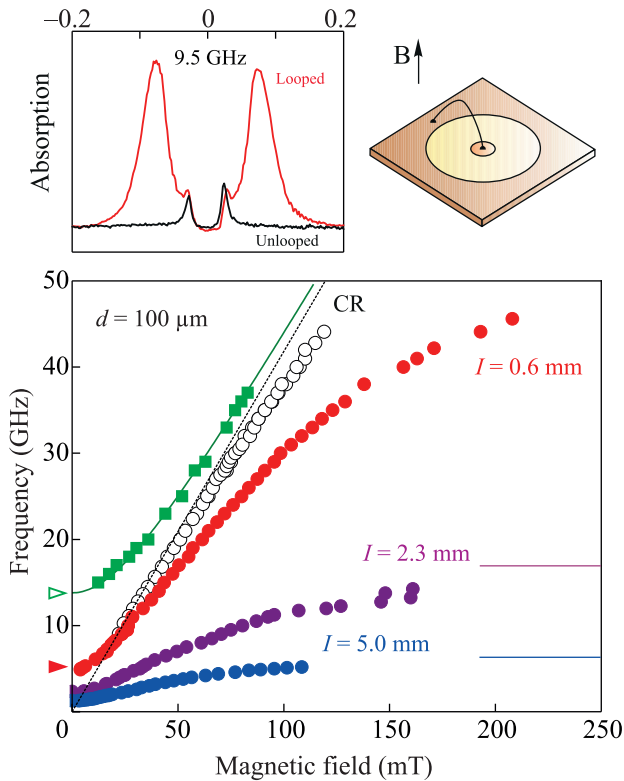 −0.2 0 0.2
9.5 GHz
Looped
Absorption
Unlooped
B
50
CR
d = 100 µm
40
I = 0.6 mm
Frequency (GHz)
30
20
I = 2.3 mm
10
I = 5.0 mm
0 50 100 150 200 250
Magnetic field (mT)